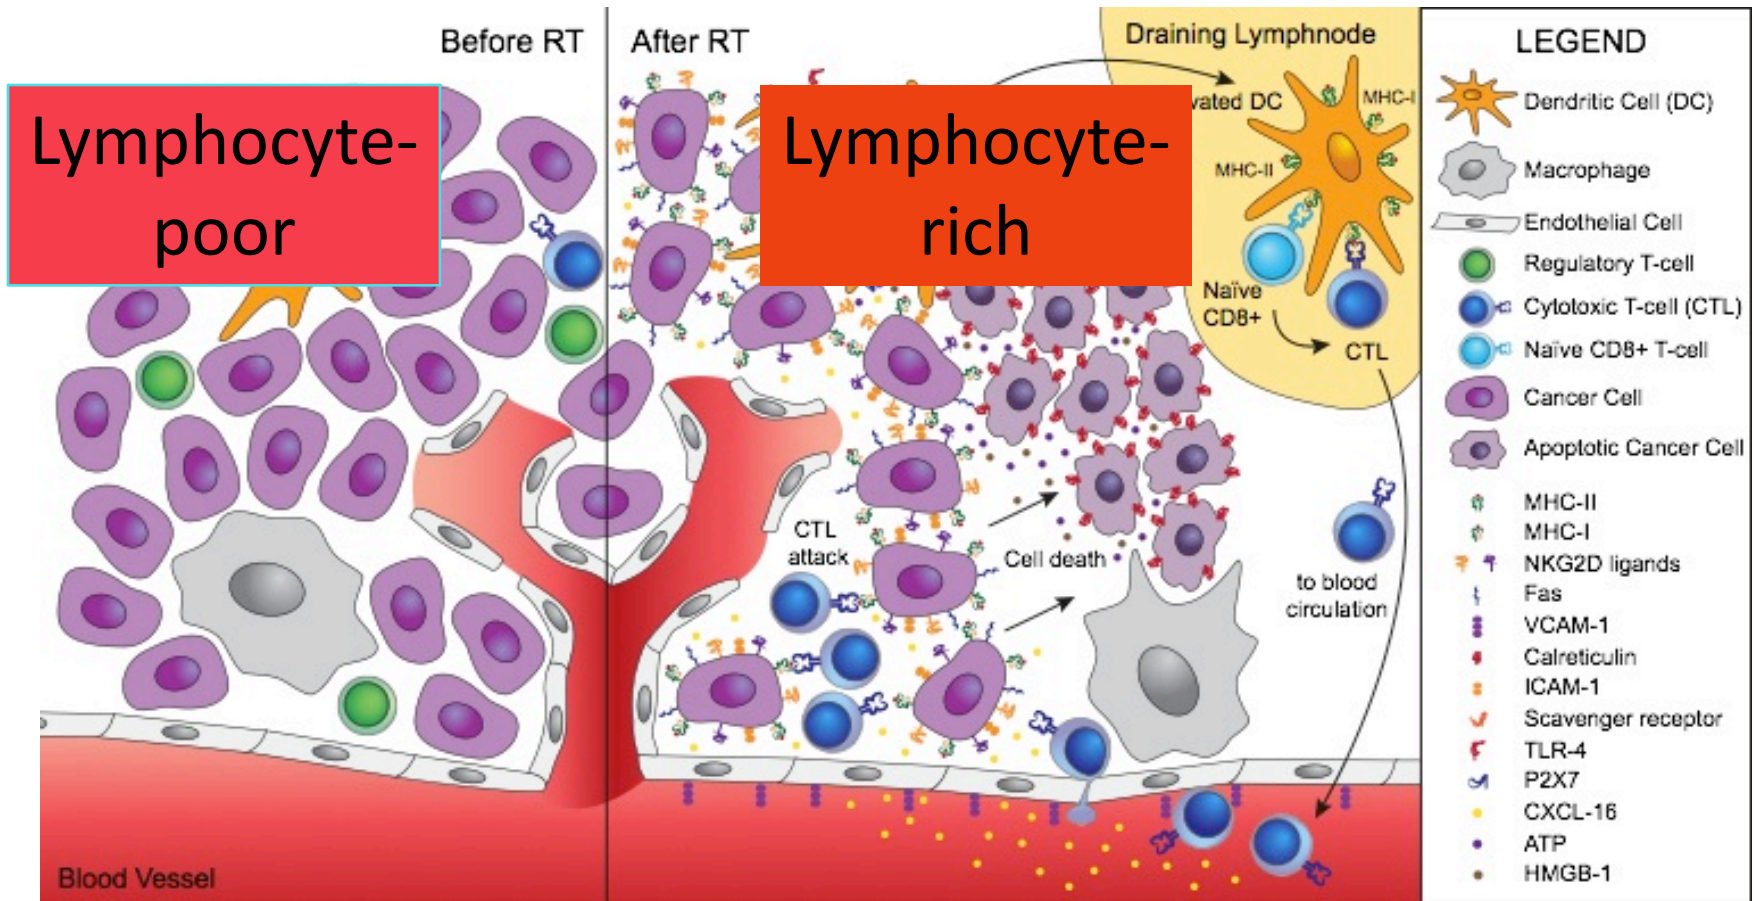 Before RT
After RT
Lymphocyte-
poor
Lymphocyte-
rich
Draining Lymphnode
DC
MHC-I
MHC-II
Naïve
CD8+
CTL
CTL
attack
Cell death
to blood
circulation
Blood Vessel
LEGEND
Dendritic Cell (DC)
Macrophage
Endothelial Cell
Regulatory T-cell
Cytotoxic T-cell (CTL)
Naïve CD8+ T-cell
Cancer Cell
Apoptotic Cancer Cell
MHC-II
MHC-I
NKG2D ligands
Fas
VCAM-1
Calreticulin
ICAM-1
Scavenger receptor
TLR-4
P2X7
CXCL-16
ATP
HMGB-1